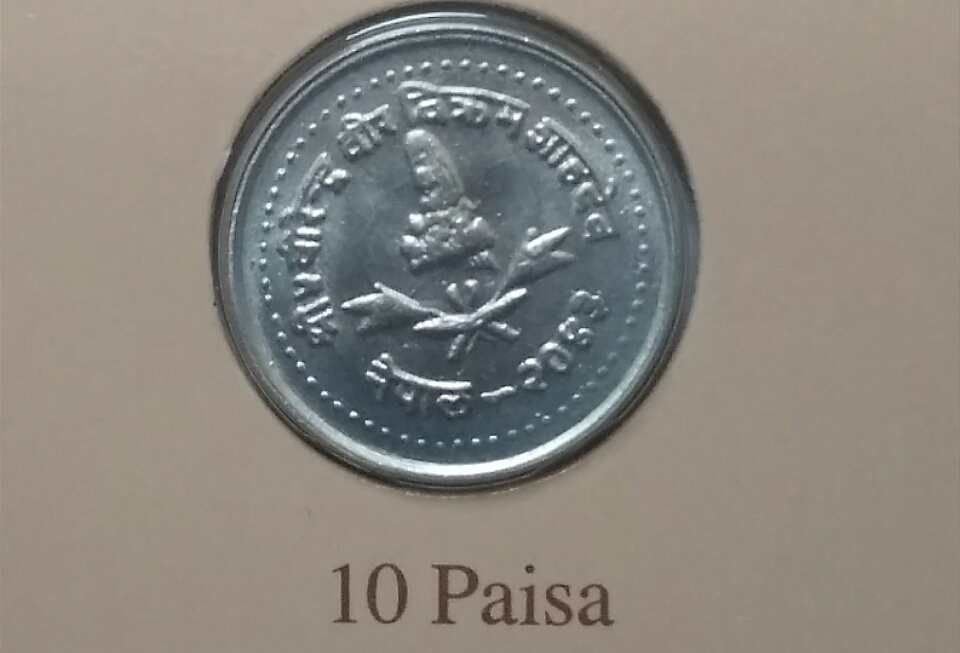 श्री ५ वीरेन्द्र वीर विक्रम शाहदेव
नेपाल - २०४३
10 Paisa